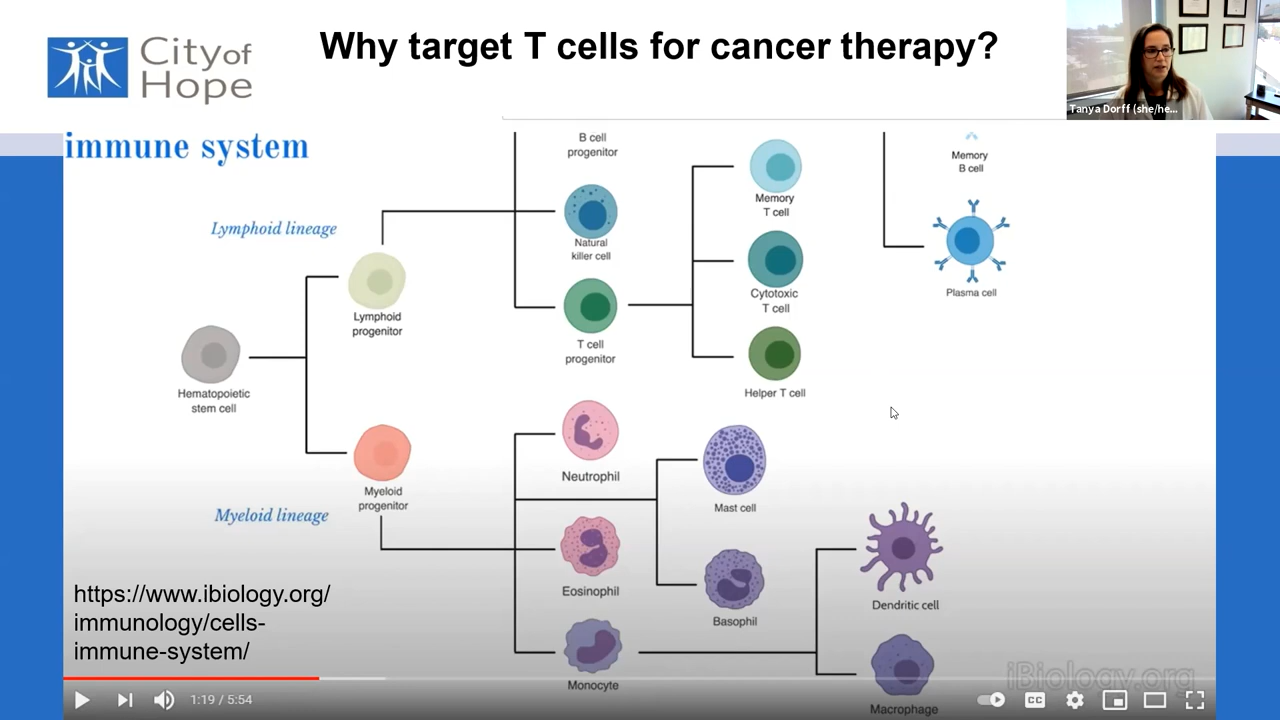 City of
Hope
Why target T cells for cancer therapy?
Tanya Dorff (she/he...
immune system
B cell
progenitor
Memory
T cell
Memory
B cell
Lymphoid lineage
Natural
killer cell
Cytotoxic
T cell
Plasma cell
Lymphoid
progenitor
T cell
progenitor
Helper T cell
Hematopoietic
stem cell
Neutrophil
Myeloid
progenitor
Mast cell
Myeloid lineage
Eosinophil
Basophil
Dendritic cell
https://www.ibiology.org/
immunology/cells-
immune-system/
Monocyte
Macrophage
iBiology.org
1:19 / 5:54
CC